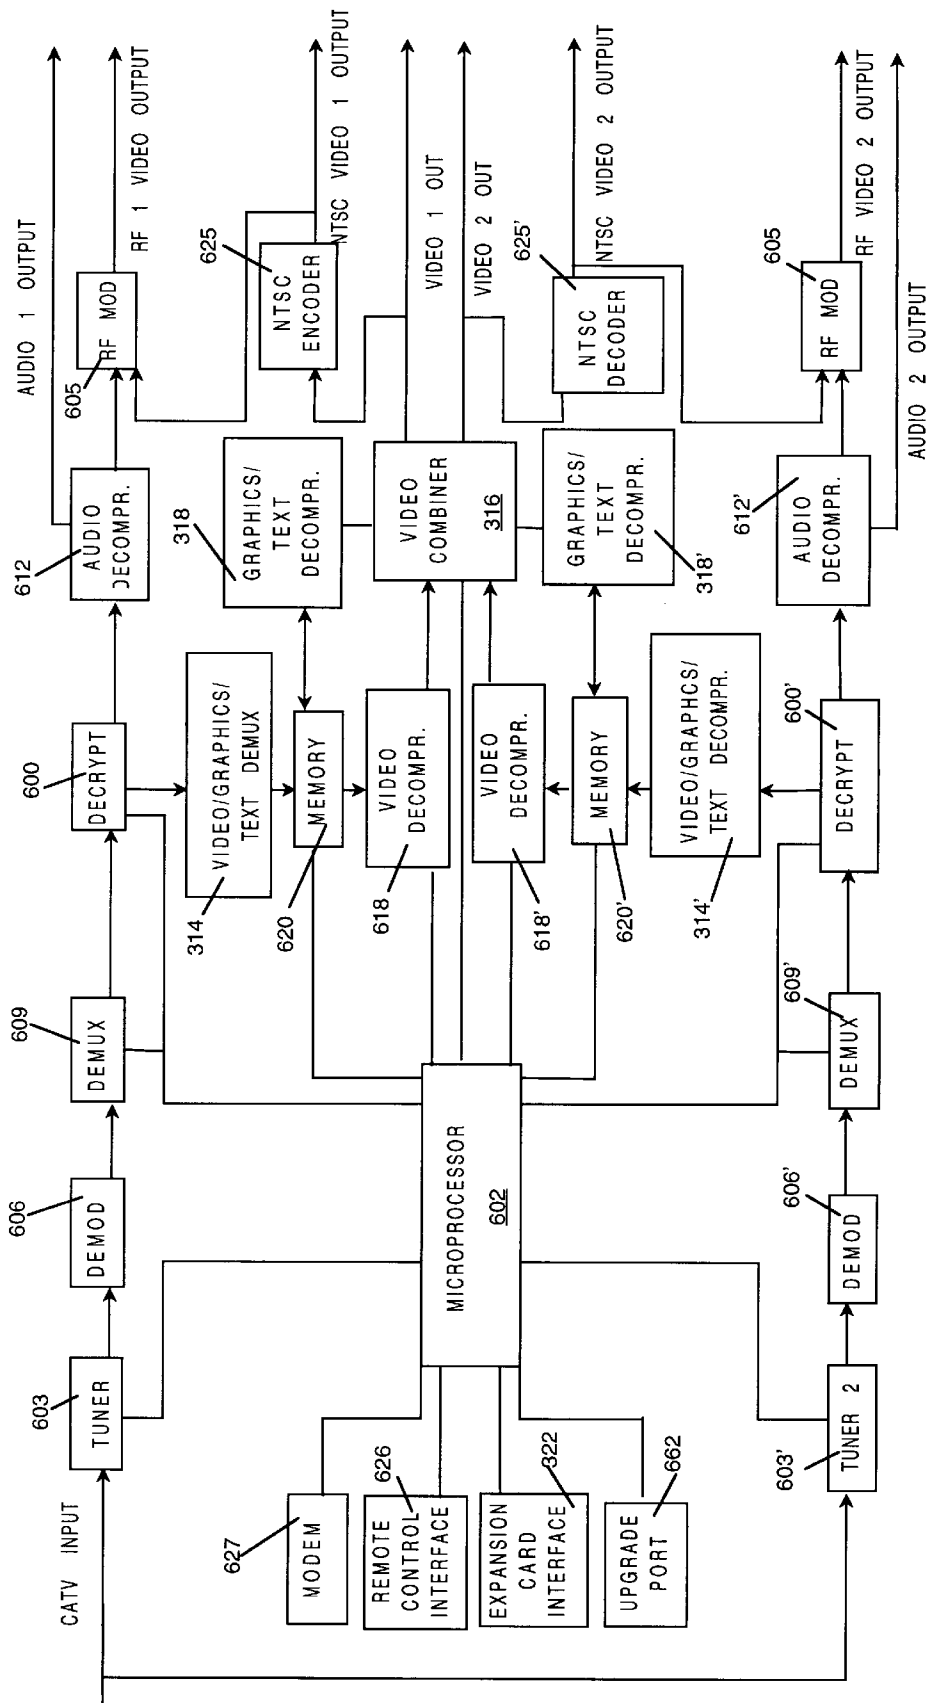 CATV INPUT
603
TUNER
606
DEMOD
609
DEMUX
600
DECRYPT
612
AUDIO
DECOMPR.
605
RF MOD
AUDIO 1 OUTPUT
RF 1 VIDEO OUTPUT
314
VIDEO/GRAPHICS/
TEXT DEMUX
318
GRAPHICS/
TEXT
DECOMPR.
625
NTSC
ENCODER
NTSC VIDEO 1 OUTPUT
627
MODEM
620
MEMORY
626
REMOTE
CONTROL
INTERFACE
618
VIDEO
DECOMPR.
VIDEO 1 OUT
MICROPROCESSOR
602
VIDEO
COMBINER
316
VIDEO 2 OUT
322
EXPANSION
CARD
INTERFACE
618'
VIDEO
DECOMPR.
625'
NTSC
DECODER
NTSC VIDEO 2 OUTPUT
662
UPGRADE
PORT
620'
MEMORY
GRAPHICS/
TEXT
DECOMPR.
318'
314'
VIDEO/GRAPHCS/
TEXT DECOMPR.
603'
TUNER 2
606'
DEMOD
609'
DEMUX
600'
DECRYPT
612'
AUDIO
DECOMPR.
605
RF MOD
RF VIDEO 2 OUTPUT
AUDIO 2 OUTPUT